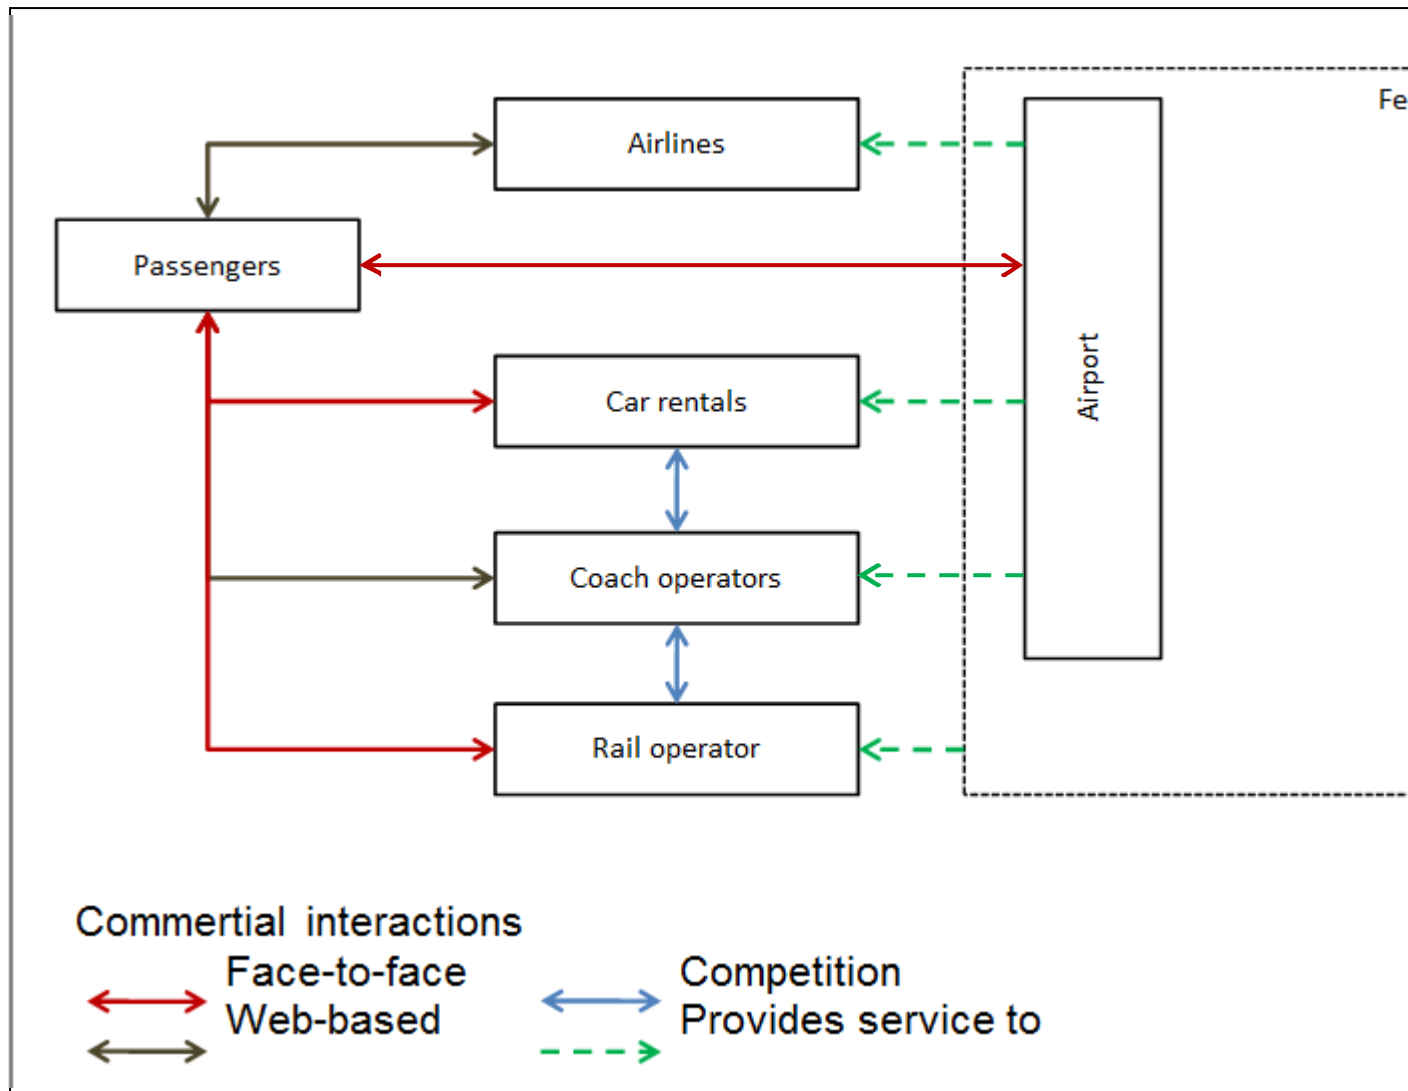 Fe
Airlines
Passengers
Airport
Car rentals
Coach operators
Rail operator
Commertial interactions
Face-to-face
Competition
Web-based
Provides service to